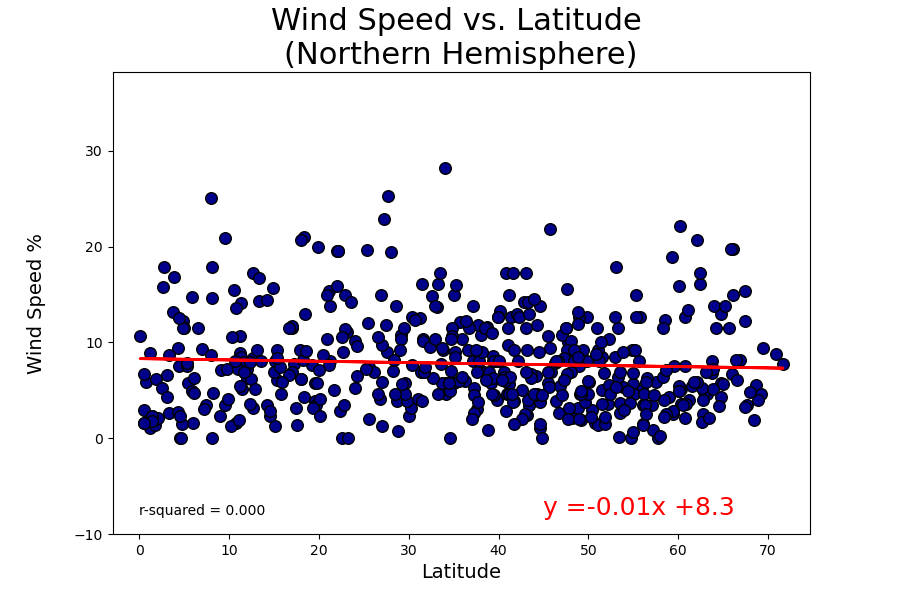 Wind Speed vs. Latitude
(Northern Hemisphere)
Wind Speed %
30
20
10
0
−10
r-squared = 0.000
y =-0.01x +8.3
0 10 20 30 40 50 60 70
Latitude